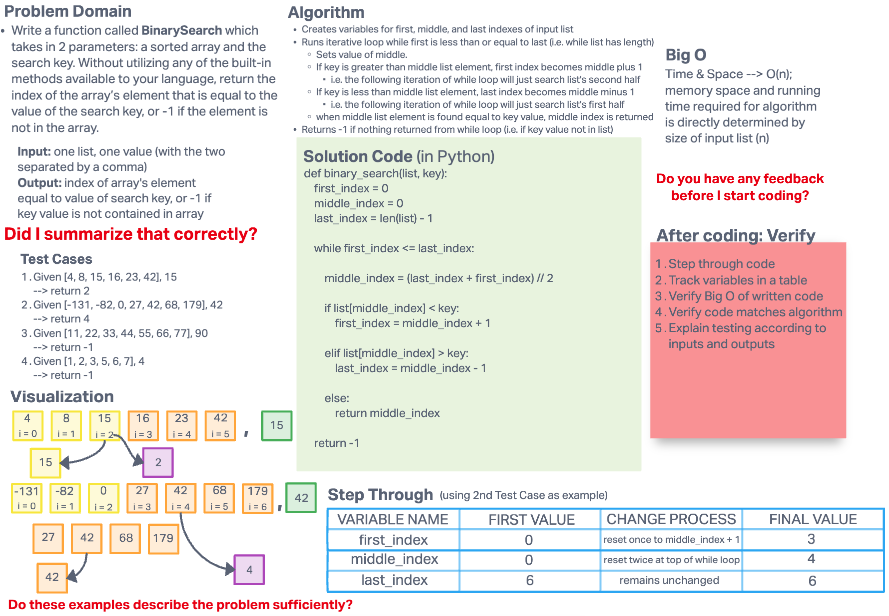 Problem Domain
• Write a function called BinarySearch which
takes in 2 parameters: a sorted array and the
search key. Without utilizing any of the built-in
methods available to your language, return the
index of the array's element that is equal to the
value of the search key, or -1 if the element is
not in the array.
Input: one list, one value (with the two
separated by a comma)
Output: index of array's element
equal to value of search key, or -1 if
key value is not contained in array
Did I summarize that correctly?
Test Cases
1. Given [4, 8, 15, 16, 23, 42], 15
--> return 2
2. Given [-131, -82, 0, 27, 42, 68, 179], 42
--> return 4
3. Given [11, 22, 33, 44, 55, 66, 77], 90
--> return -1
4. Given [1, 2, 3, 5, 6, 7], 4
--> return -1
Visualization
4 8 15 16 23 42 , 15
i = 0 i = 1 i = 2 i = 3 i = 4 i = 5
15 2
-131 -82 0 27 42 68 179 , 42
i = 0 i = 1 i = 2 i = 3 i = 4 i = 5 i = 6
27 42 68 179
42 4
Do these examples describe the problem sufficiently?
Algorithm
• Creates variables for first, middle, and last indexes of input list
• Runs iterative loop while first is less than or equal to last (i.e. while list has length)
◦ Sets value of middle.
◦ If key is greater than middle list element, first index becomes middle plus 1
▪ i.e. the following iteration of while loop will just search list's second half
◦ If key is less than middle list element, last index becomes middle minus 1
▪ i.e. the following iteration of while loop will just search list's first half
◦ when middle list element is found equal to key value, middle index is returned
• Returns -1 if nothing returned from while loop (i.e. if key value not in list)
Solution Code (in Python)
def binary_search(list, key):
first_index = 0
middle_index = 0
last_index = len(list) - 1
while first_index <= last_index:
middle_index = (last_index + first_index) // 2
if list[middle_index] < key:
first_index = middle_index + 1
elif list[middle_index] > key:
last_index = middle_index - 1
else:
return middle_index
return -1
Big O
Time & Space --> O(n);
memory space and running
time required for algorithm
is directly determined by
size of input list (n)
Do you have any feedback
before I start coding?
After coding: Verify
1. Step through code
2. Track variables in a table
3. Verify Big O of written code
4. Verify code matches algorithm
5. Explain testing according to
inputs and outputs
Step Through (using 2nd Test Case as example)
VARIABLE NAME FIRST VALUE CHANGE PROCESS FINAL VALUE
first_index 0 reset once to middle_index + 1 3
middle_index 0 reset twice at top of while loop 4
last_index 6 remains unchanged 6